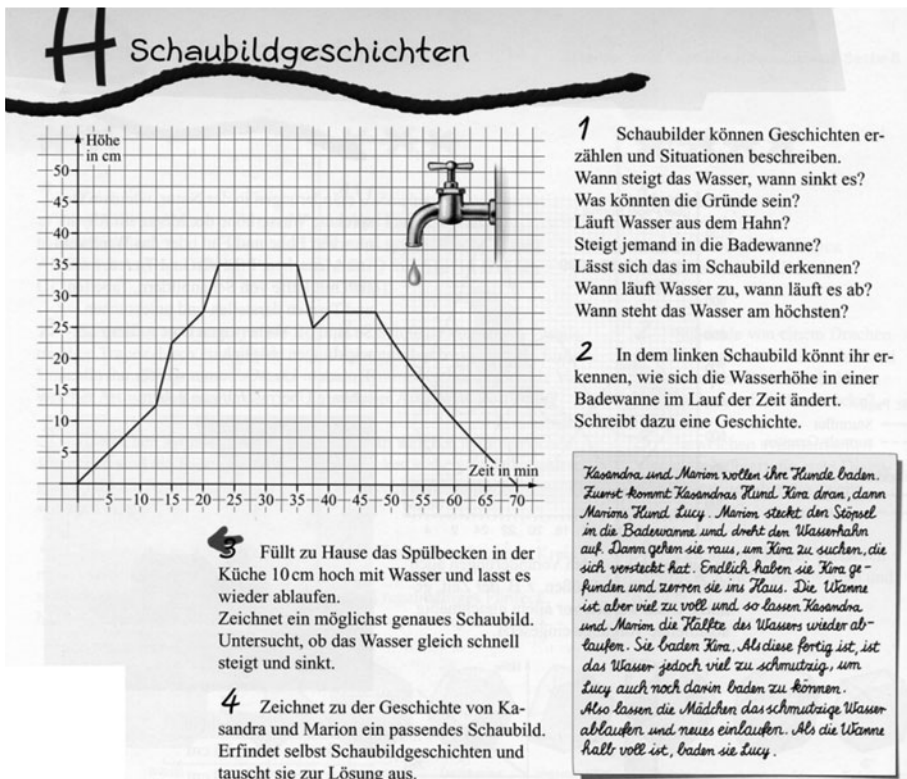 Schaubildgeschichten
Höhe
in cm
50
45
40
35
30
25
20
15
10
5
Zeit in min
5 10 15 20 25 30 35 40 45 50 55 60 65 70
1 Schaubilder können Geschichten er-
zählen und Situationen beschreiben.
Wann steigt das Wasser, wann sinkt es?
Was könnten die Gründe sein?
Läuft Wasser aus dem Hahn?
Steigt jemand in die Badewanne?
Lässt sich das im Schaubild erkennen?
Wann läuft Wasser zu, wann läuft es ab?
Wann steht das Wasser am höchsten?
2 In dem linken Schaubild könnt ihr er-
kennen, wie sich die Wasserhöhe in einer
Badewanne im Lauf der Zeit ändert.
Schreibt dazu eine Geschichte.
Kasandra und Marion wollen ihre Hunde baden.
Zuerst kommt Kasandras Hund Kira dran, dann
Marions Hund Lucy. Marion steckt den Stöpsel
in die Badewanne und dreht den Wasserhahn
auf. Dann gehen sie raus, um Kira zu suchen, die
sich versteckt hat. Endlich haben sie Kira ge-
funden und zerren sie ins Haus. Die Wanne
ist aber viel zu voll und so lassen Kasandra
und Marion die Hälfte des Wassers wieder ab-
laufen. Sie baden Kira. Als diese fertig ist, ist
das Wasser jedoch viel zu schmutzig, um
Lucy auch noch darin baden zu können.
Also lassen die Mädchen das schmutzige Wasser
ablaufen und neues einlaufen. Als die Wanne
halb voll ist, baden sie Lucy.
3 Füllt zu Hause das Spülbecken in der
Küche 10 cm hoch mit Wasser und lasst es
wieder ablaufen.
Zeichnet ein möglichst genaues Schaubild.
Untersucht, ob das Wasser gleich schnell
steigt und sinkt.
4 Zeichnet zu der Geschichte von Ka-
sandra und Marion ein passendes Schaubild.
Erfindet selbst Schaubildgeschichten und
tauscht sie zur Lösung aus.